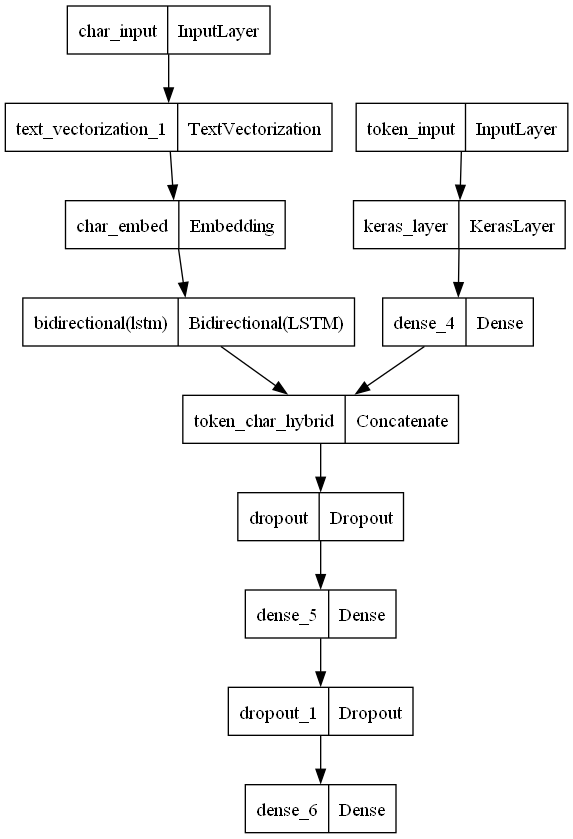 char_input InputLayer
text_vectorization_1 TextVectorization
token_input InputLayer
char_embed Embedding
keras_layer KerasLayer
bidirectional(lstm) Bidirectional(LSTM)
dense_4 Dense
token_char_hybrid Concatenate
dropout Dropout
dense_5 Dense
dropout_1 Dropout
dense_6 Dense